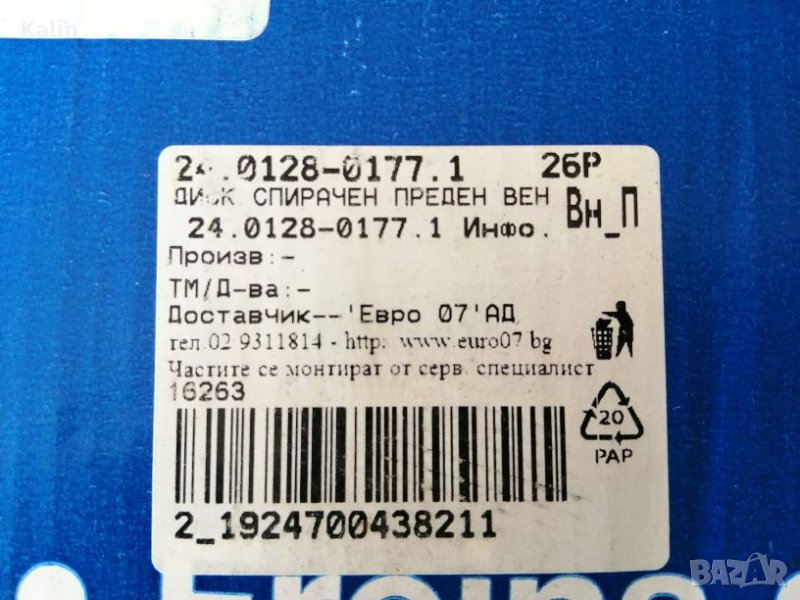 Kalin
24.0128-0177.1 2бР
ДИСК СПИРАЧЕН ПРЕДЕН ВЕН
Вн_П
24.0128-0177.1 Инфо.
Произв:-
ТМ/Д-ва:-
Доставчик--'Евро 07'АД
тел.02 9311814 - http: www.euro07.bg
Частите се монтират от серв. специалист
16263
20
PAP
2_1924700438211
BAZAR